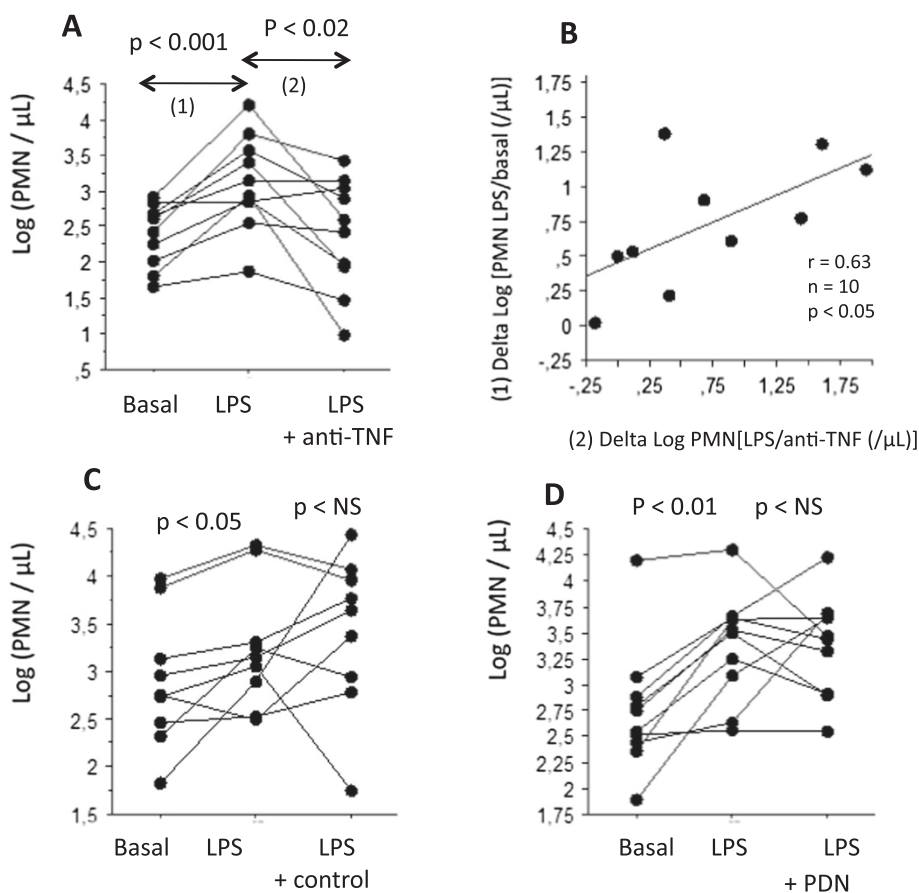 A
p < 0.001
P < 0.02
(1)
(2)
Log (PMN / µL)
4,5
4
3,5
3
2,5
2
1,5
1
,5
Basal
LPS
LPS
+ anti-TNF
B
(1) Delta Log [PMN LPS/basal (/µL)]
1,75
1,5
1,25
1
,75
,5
,25
0
-,25
r = 0.63
n = 10
p < 0.05
-,25
,25
,75
1,25
1,75
(2) Delta Log PMN[LPS/anti-TNF (/µL)]
C
p < 0.05
p < NS
Log (PMN / µL)
4,5
4
3,5
3
2,5
2
1,5
Basal
LPS
LPS
+ control
D
P < 0.01
p < NS
Log (PMN / µL)
4,5
4,25
4
3,75
3,5
3,25
3
2,75
2,5
2,25
2
1,75
Basal
LPS
LPS
+ PDN